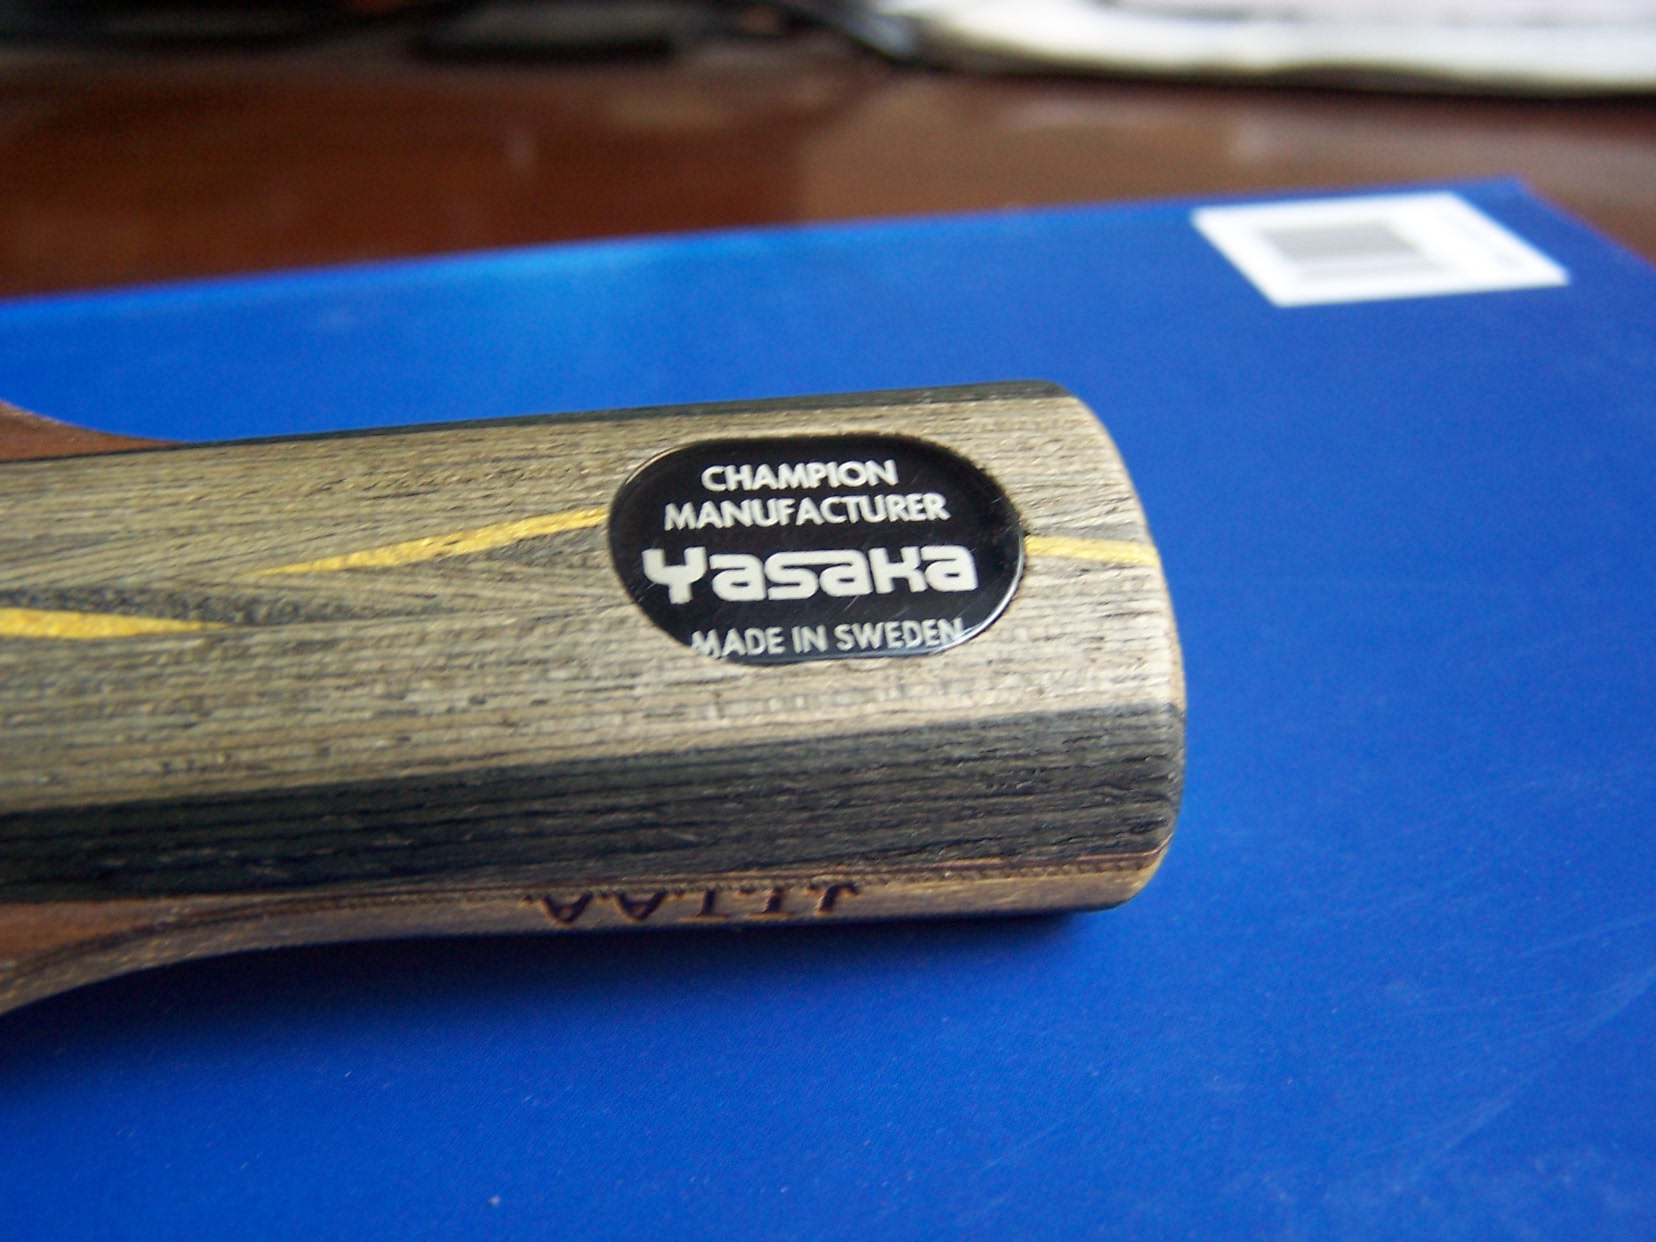 CHAMPION
MANUFACTURER
Yasaka
MADE IN SWEDEN
J.T.T.A.A.